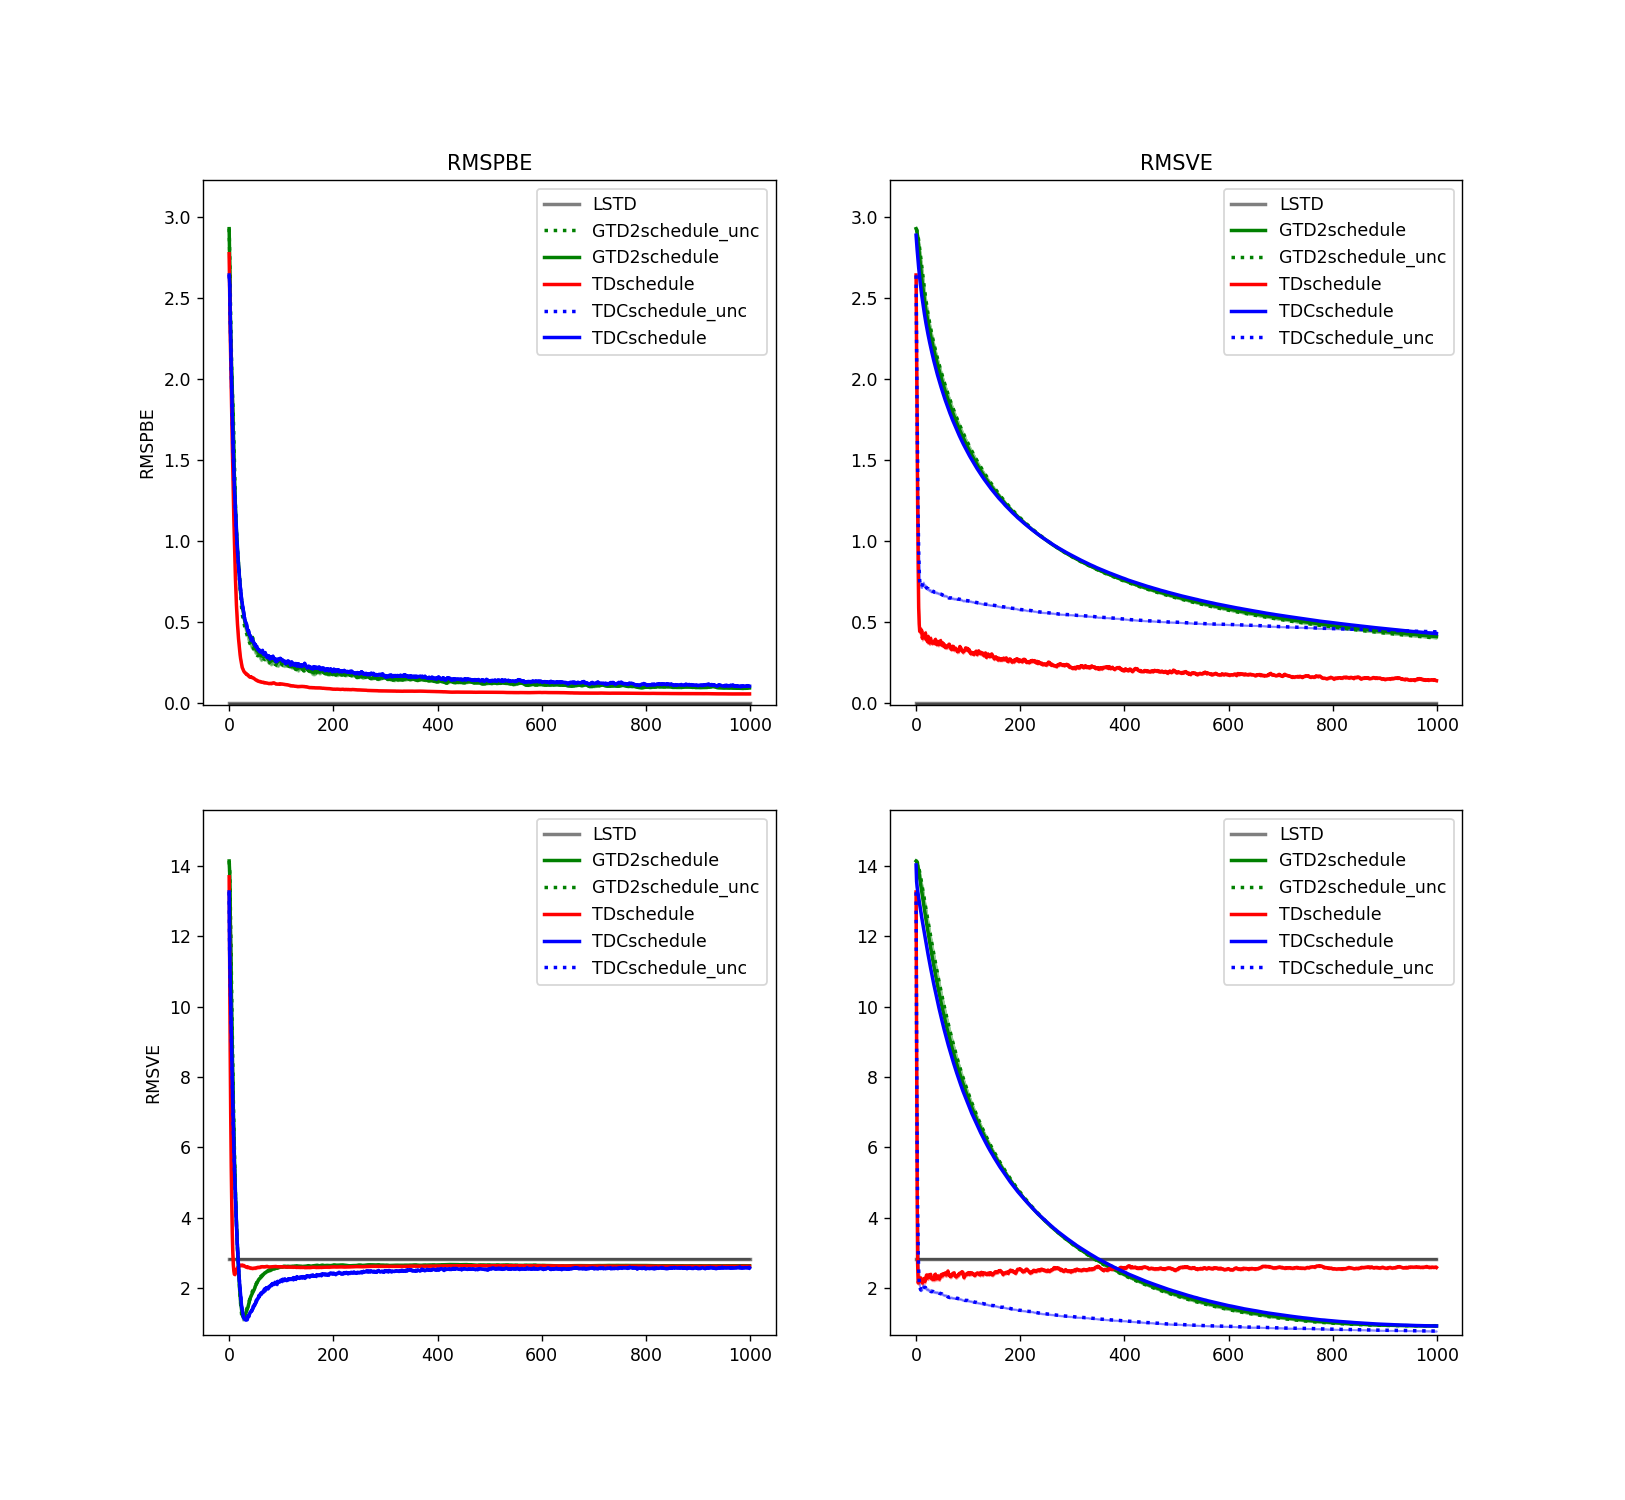 RMSPBE
RMSVE
RMSPBE
3.0
2.5
2.0
1.5
1.0
0.5
0.0
0 200 400 600 800 1000
LSTD
GTD2schedule_unc
GTD2schedule
TDschedule
TDCschedule_unc
TDCschedule
3.0
2.5
2.0
1.5
1.0
0.5
0.0
0 200 400 600 800 1000
LSTD
GTD2schedule
GTD2schedule_unc
TDschedule
TDCschedule
TDCschedule_unc
RMSVE
14
12
10
8
6
4
2
0 200 400 600 800 1000
LSTD
GTD2schedule
GTD2schedule_unc
TDschedule
TDCschedule
TDCschedule_unc
14
12
10
8
6
4
2
0 200 400 600 800 1000
LSTD
GTD2schedule
GTD2schedule_unc
TDschedule
TDCschedule
TDCschedule_unc